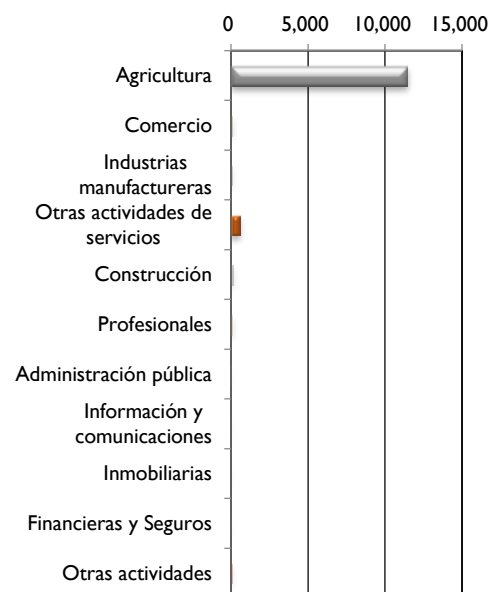 0 5,000 10,000 15,000
Agricultura
Comercio
Industrias
manufactureras
Otras actividades de
servicios
Construcción
Profesionales
Administración pública
Información y
comunicaciones
Inmobiliarias
Financieras y Seguros
Otras actividades